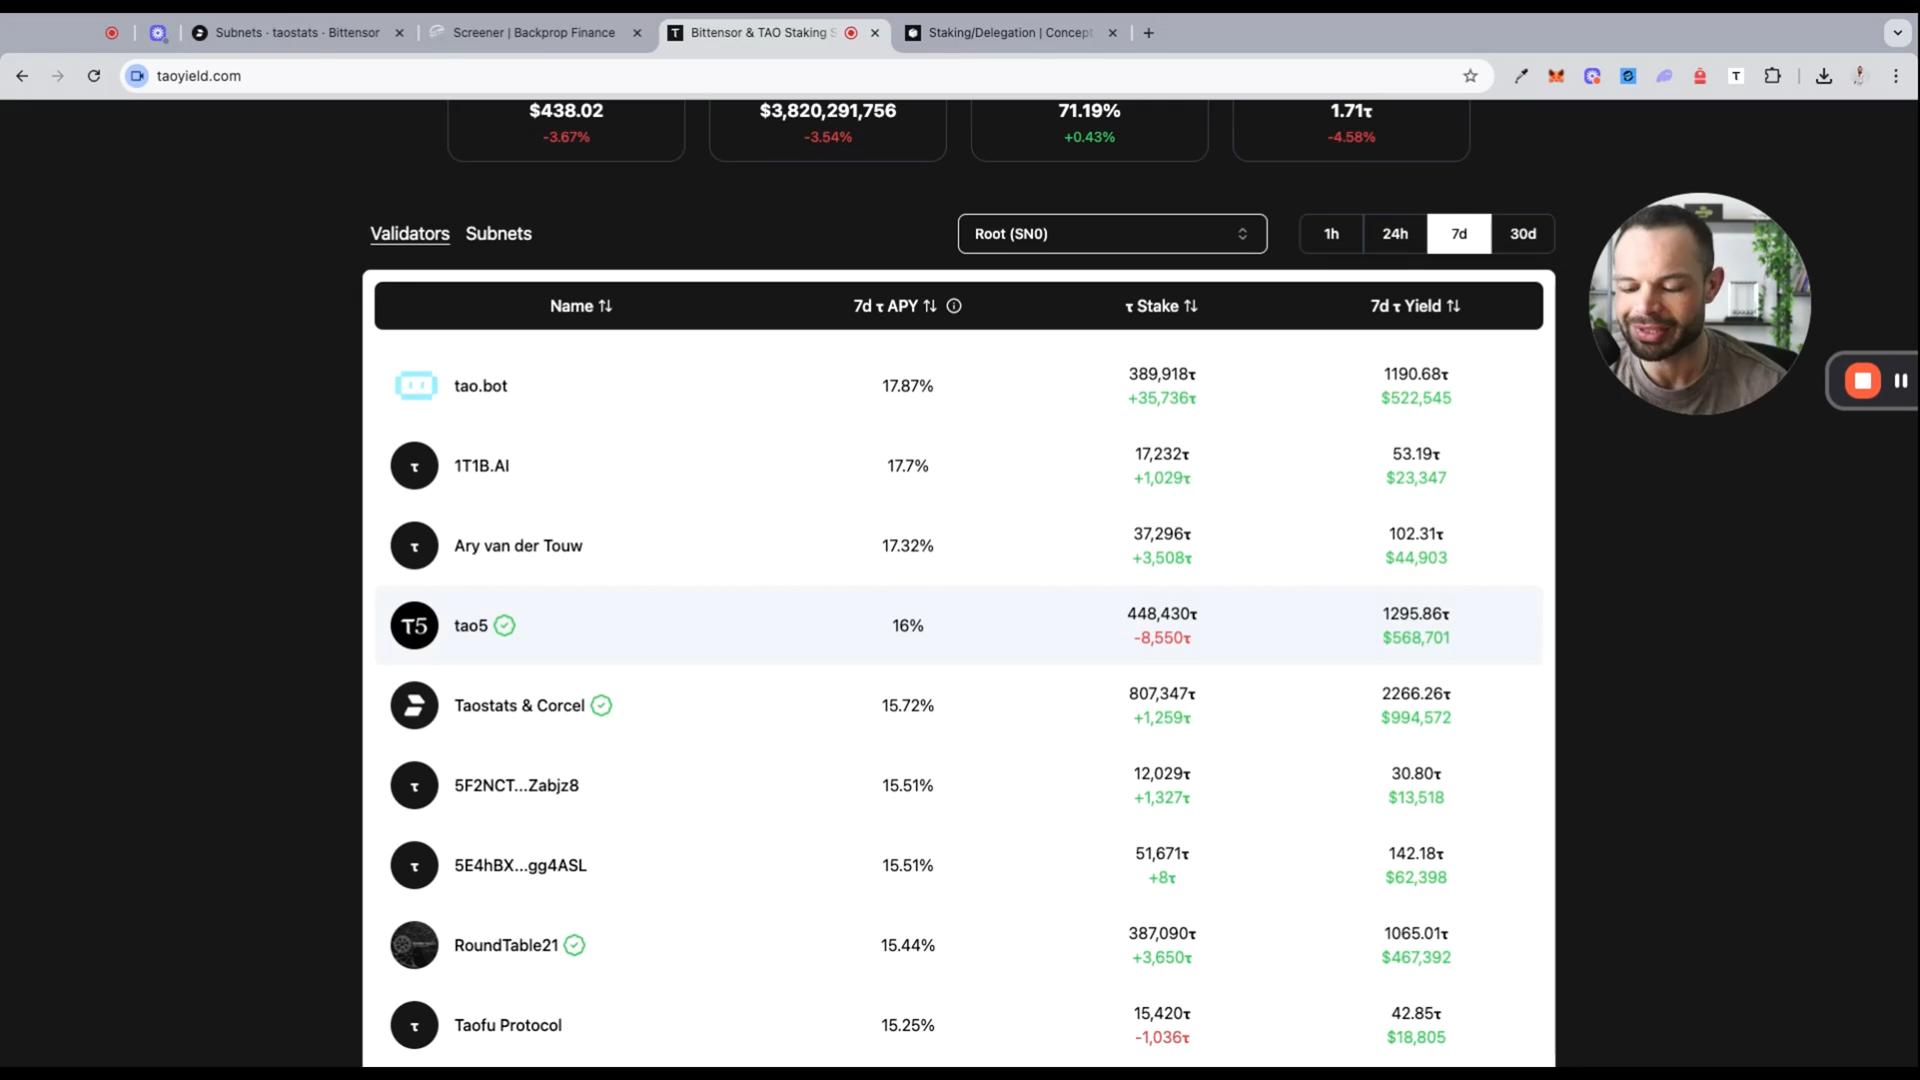 Subnets · taostats · Bittensor
Screener | Backprop Finance
Bittensor & TAO Staking S
Staking/Delegation | Concept
taoyield.com
T
$438.02
-3.67%
$3,820,291,756
-3.54%
71.19%
+0.43%
1.71τ
-4.58%
Validators Subnets
Root (SN0)
1h 24h 7d 30d
Name 7d τ APY τ Stake 7d τ Yield
tao.bot 17.87% 389,918τ 1190.68τ
+35,736τ $522,545
τ 1T1B.AI 17.7% 17,232τ 53.19τ
+1,029τ $23,347
τ Ary van der Touw 17.32% 37,296τ 102.31τ
+3,508τ $44,903
T5 tao5 16% 448,430τ 1295.86τ
-8,550τ $568,701
Taostats & Corcel 15.72% 807,347τ 2266.26τ
+1,259τ $994,572
τ 5F2NCT...Zabjz8 15.51% 12,029τ 30.80τ
+1,327τ $13,518
τ 5E4hBX...gg4ASL 15.51% 51,671τ 142.18τ
+8τ $62,398
RoundTable21 15.44% 387,090τ 1065.01τ
+3,650τ $467,392
τ Taofu Protocol 15.25% 15,420τ 42.85τ
-1,036τ $18,805